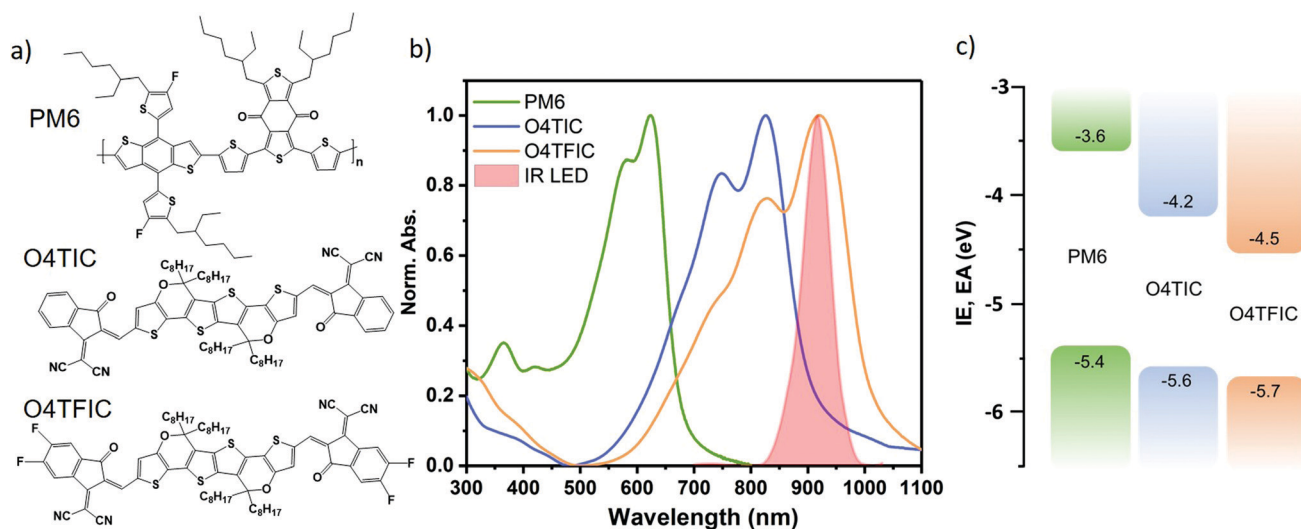 a)
PM6
F
S
S
O
O
S
S
S
S
S
S
F
n
O4TIC
O
NC
CN
C₈H₁₇
C₈H₁₇
O
S
S
S
S
O
C₈H₁₇
C₈H₁₇
O
NC
CN
O4TFIC
F
F
O
NC
CN
C₈H₁₇
C₈H₁₇
O
S
S
S
S
O
C₈H₁₇
C₈H₁₇
O
NC
CN
F
F
b)
PM6
O4TIC
O4TFIC
IR LED
Norm. Abs.
1.0
0.8
0.6
0.4
0.2
0.0
300 400 500 600 700 800 900 1000 1100
Wavelength (nm)
c)
IE, EA (eV)
-3
-4
-5
-6
-3.6
-4.2
-4.5
PM6
O4TIC
O4TFIC
-5.4
-5.6
-5.7